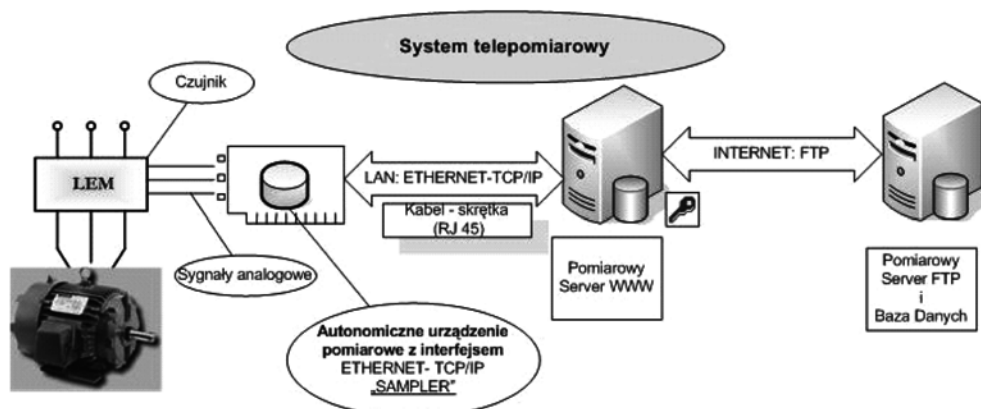 System telepomiarowy
Czujnik
LEM
LAN: ETHERNET-TCP/IP
INTERNET: FTP
Kabel - skrętka
(RJ 45)
Sygnały analogowe
Pomiarowy
Server WWW
Pomiarowy
Server FTP
i
Baza Danych
Autonomiczne urządzenie
pomiarowe z interfejsem
ETHERNET- TCP/IP
„SAMPLER”